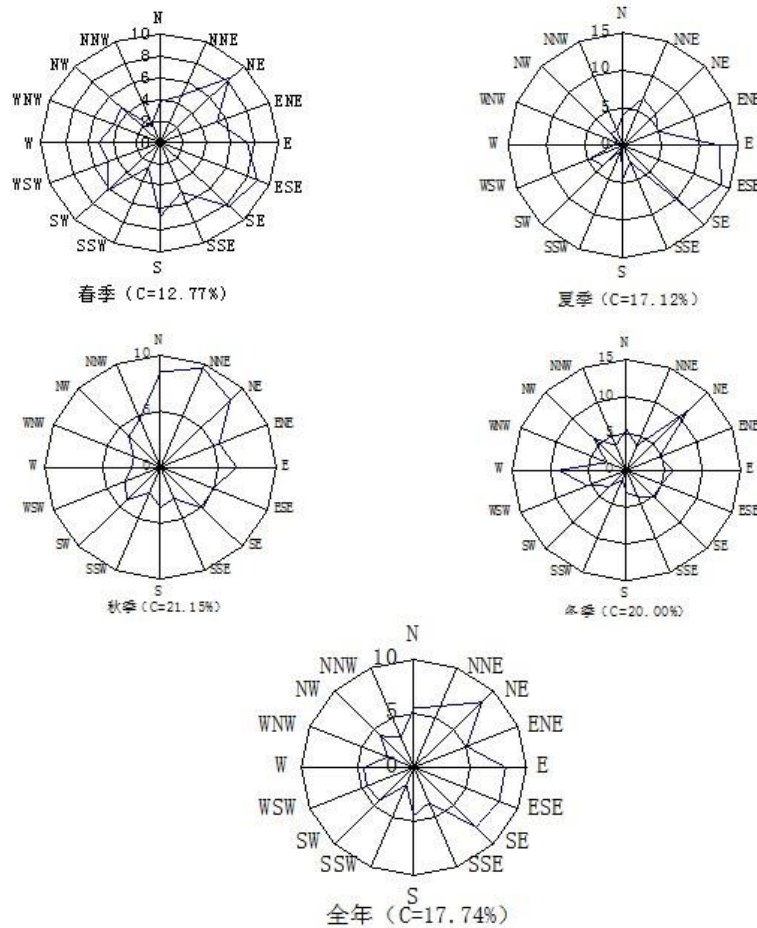 N
NNE
NE
ENE
E
ESE
SE
SSE
S
SSW
SW
WSW
W
WNW
NW
NNW
10
8
6
4
2
0
春季（C=12.77%）
N
NNE
NE
ENE
E
ESE
SE
SSE
S
SSW
SW
WSW
W
WNW
NW
NNW
15
10
5
0
夏季（C=17.12%）
N
NNE
NE
ENE
E
ESE
SE
SSE
S
SSW
SW
WSW
W
WNW
NW
NNW
10
5
0
秋季（C=21.15%）
N
NNE
NE
ENE
E
ESE
SE
SSE
S
SSW
SW
WSW
W
WNW
NW
NNW
15
10
5
0
冬季（C=20.00%）
N
NNE
NE
ENE
E
ESE
SE
SSE
S
SSW
SW
WSW
W
WNW
NW
NNW
10
5
0
全年（C=17.74%）